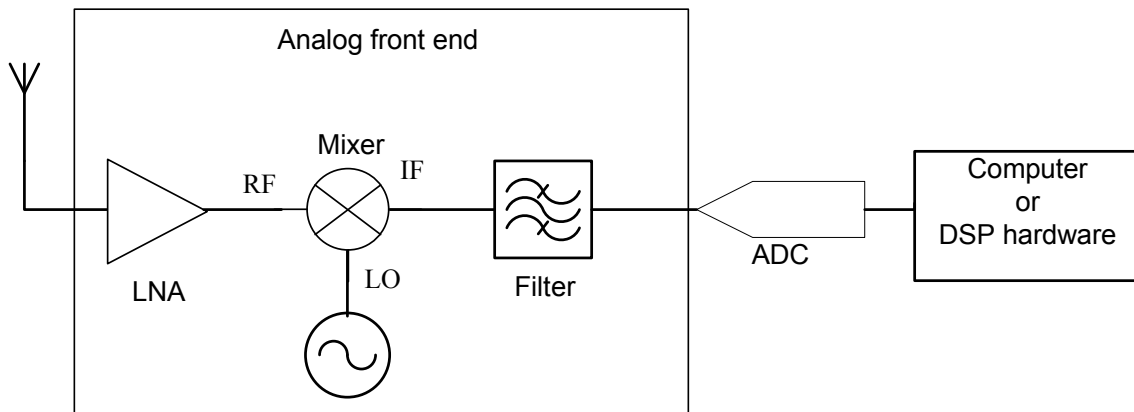 Analog front end
Mixer
RF
IF
LO
LNA
Filter
ADC
Computer
or
DSP hardware